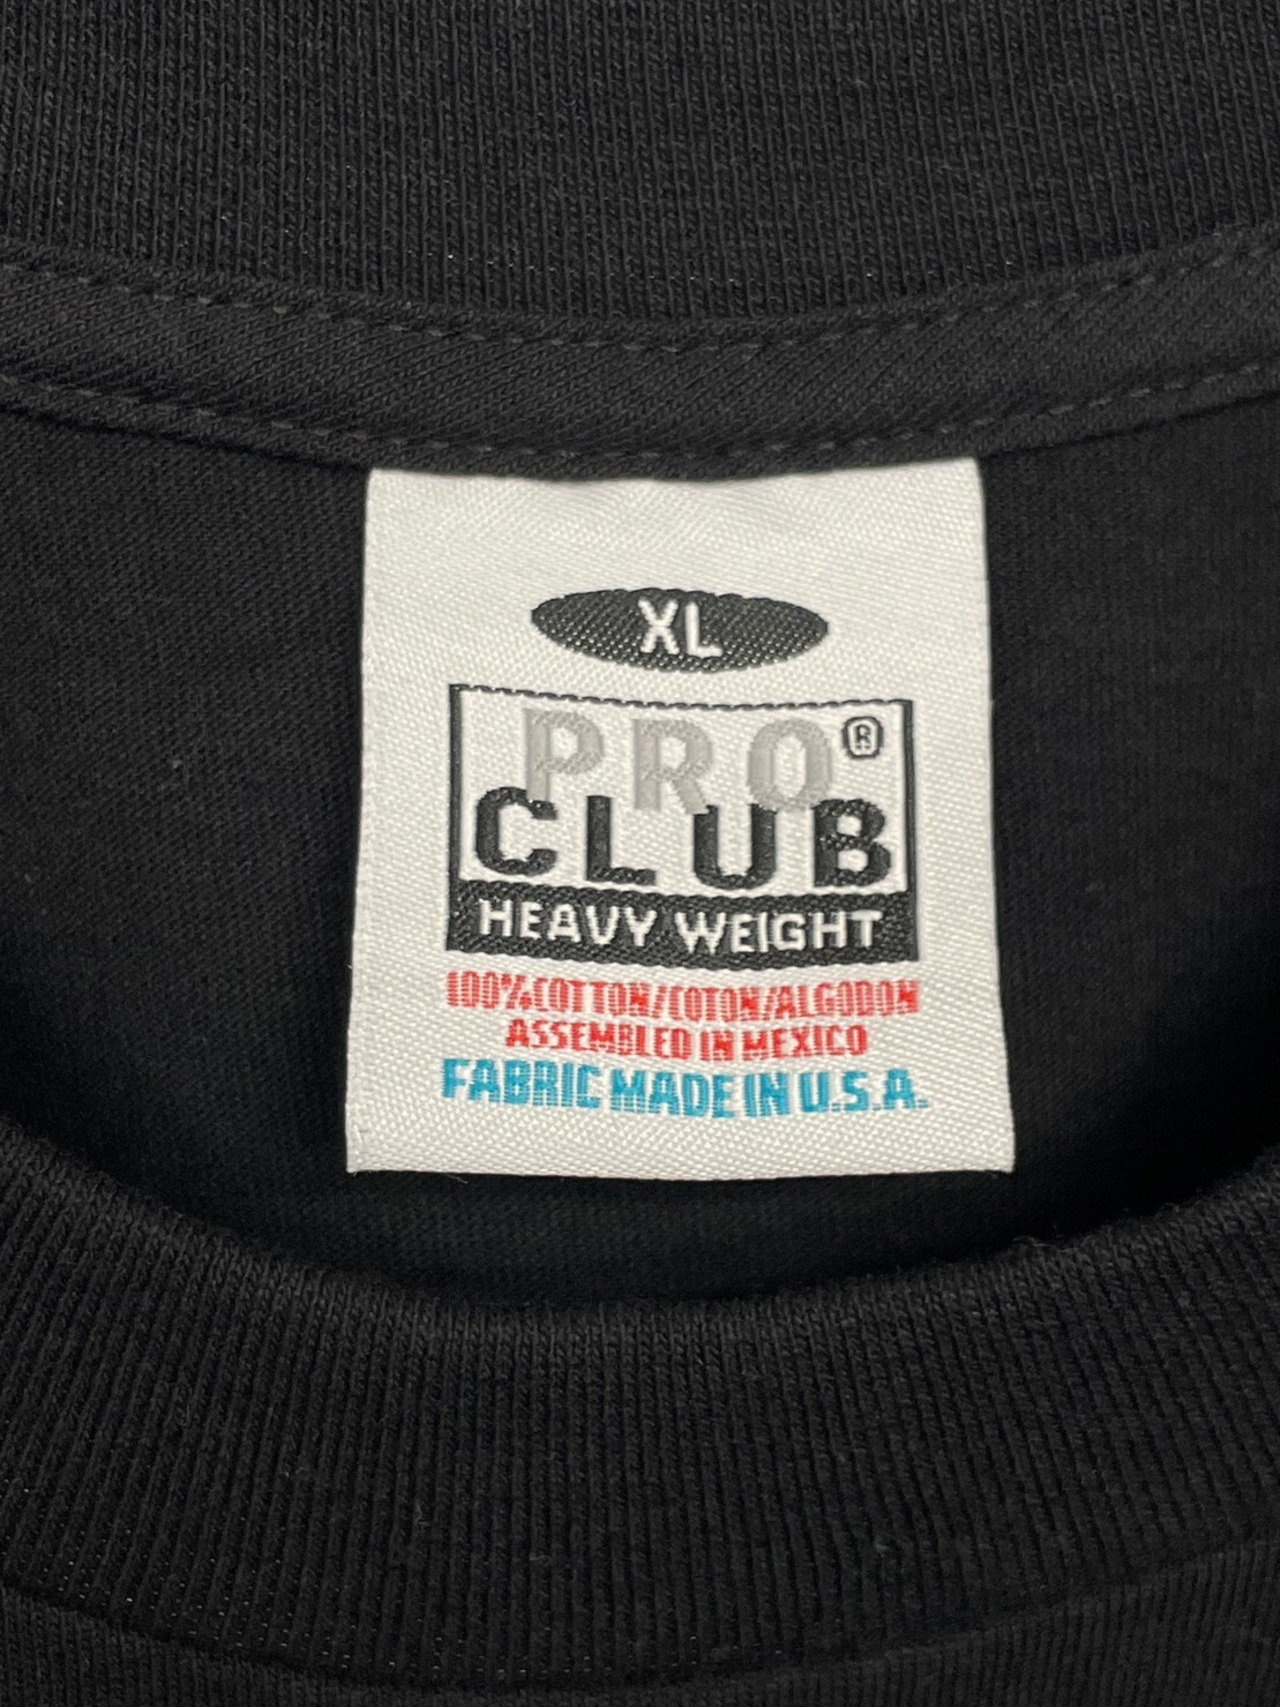 XL
PRO®
CLUB
HEAVY WEIGHT
100%COTTON/COTON/ALGODON
ASSEMBLED IN MEXICO
FABRIC MADE IN U.S.A.